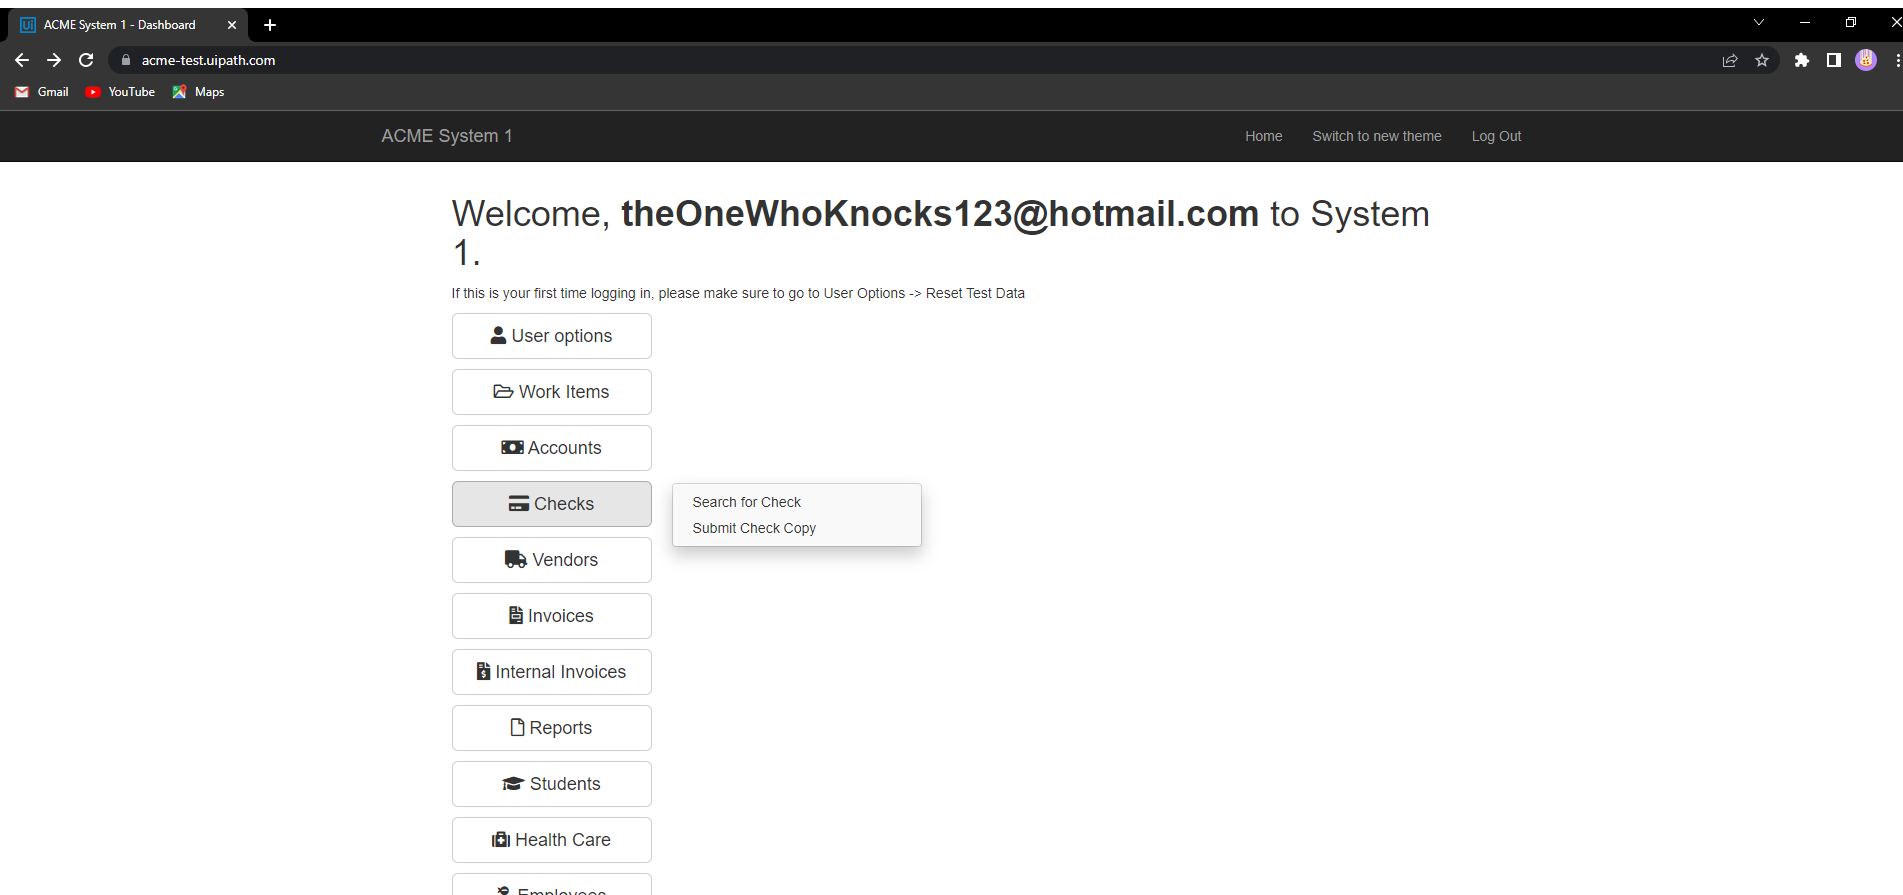 ACME System 1 - Dashboard
acme-test.uipath.com
Gmail YouTube Maps
ACME System 1 Home Switch to new theme Log Out
Welcome, theOneWhoKnocks123@hotmail.com to System
1.
If this is your first time logging in, please make sure to go to User Options -> Reset Test Data
User options
Work Items
Accounts
Checks
Search for Check
Submit Check Copy
Vendors
Invoices
Internal Invoices
Reports
Students
Health Care
Employees